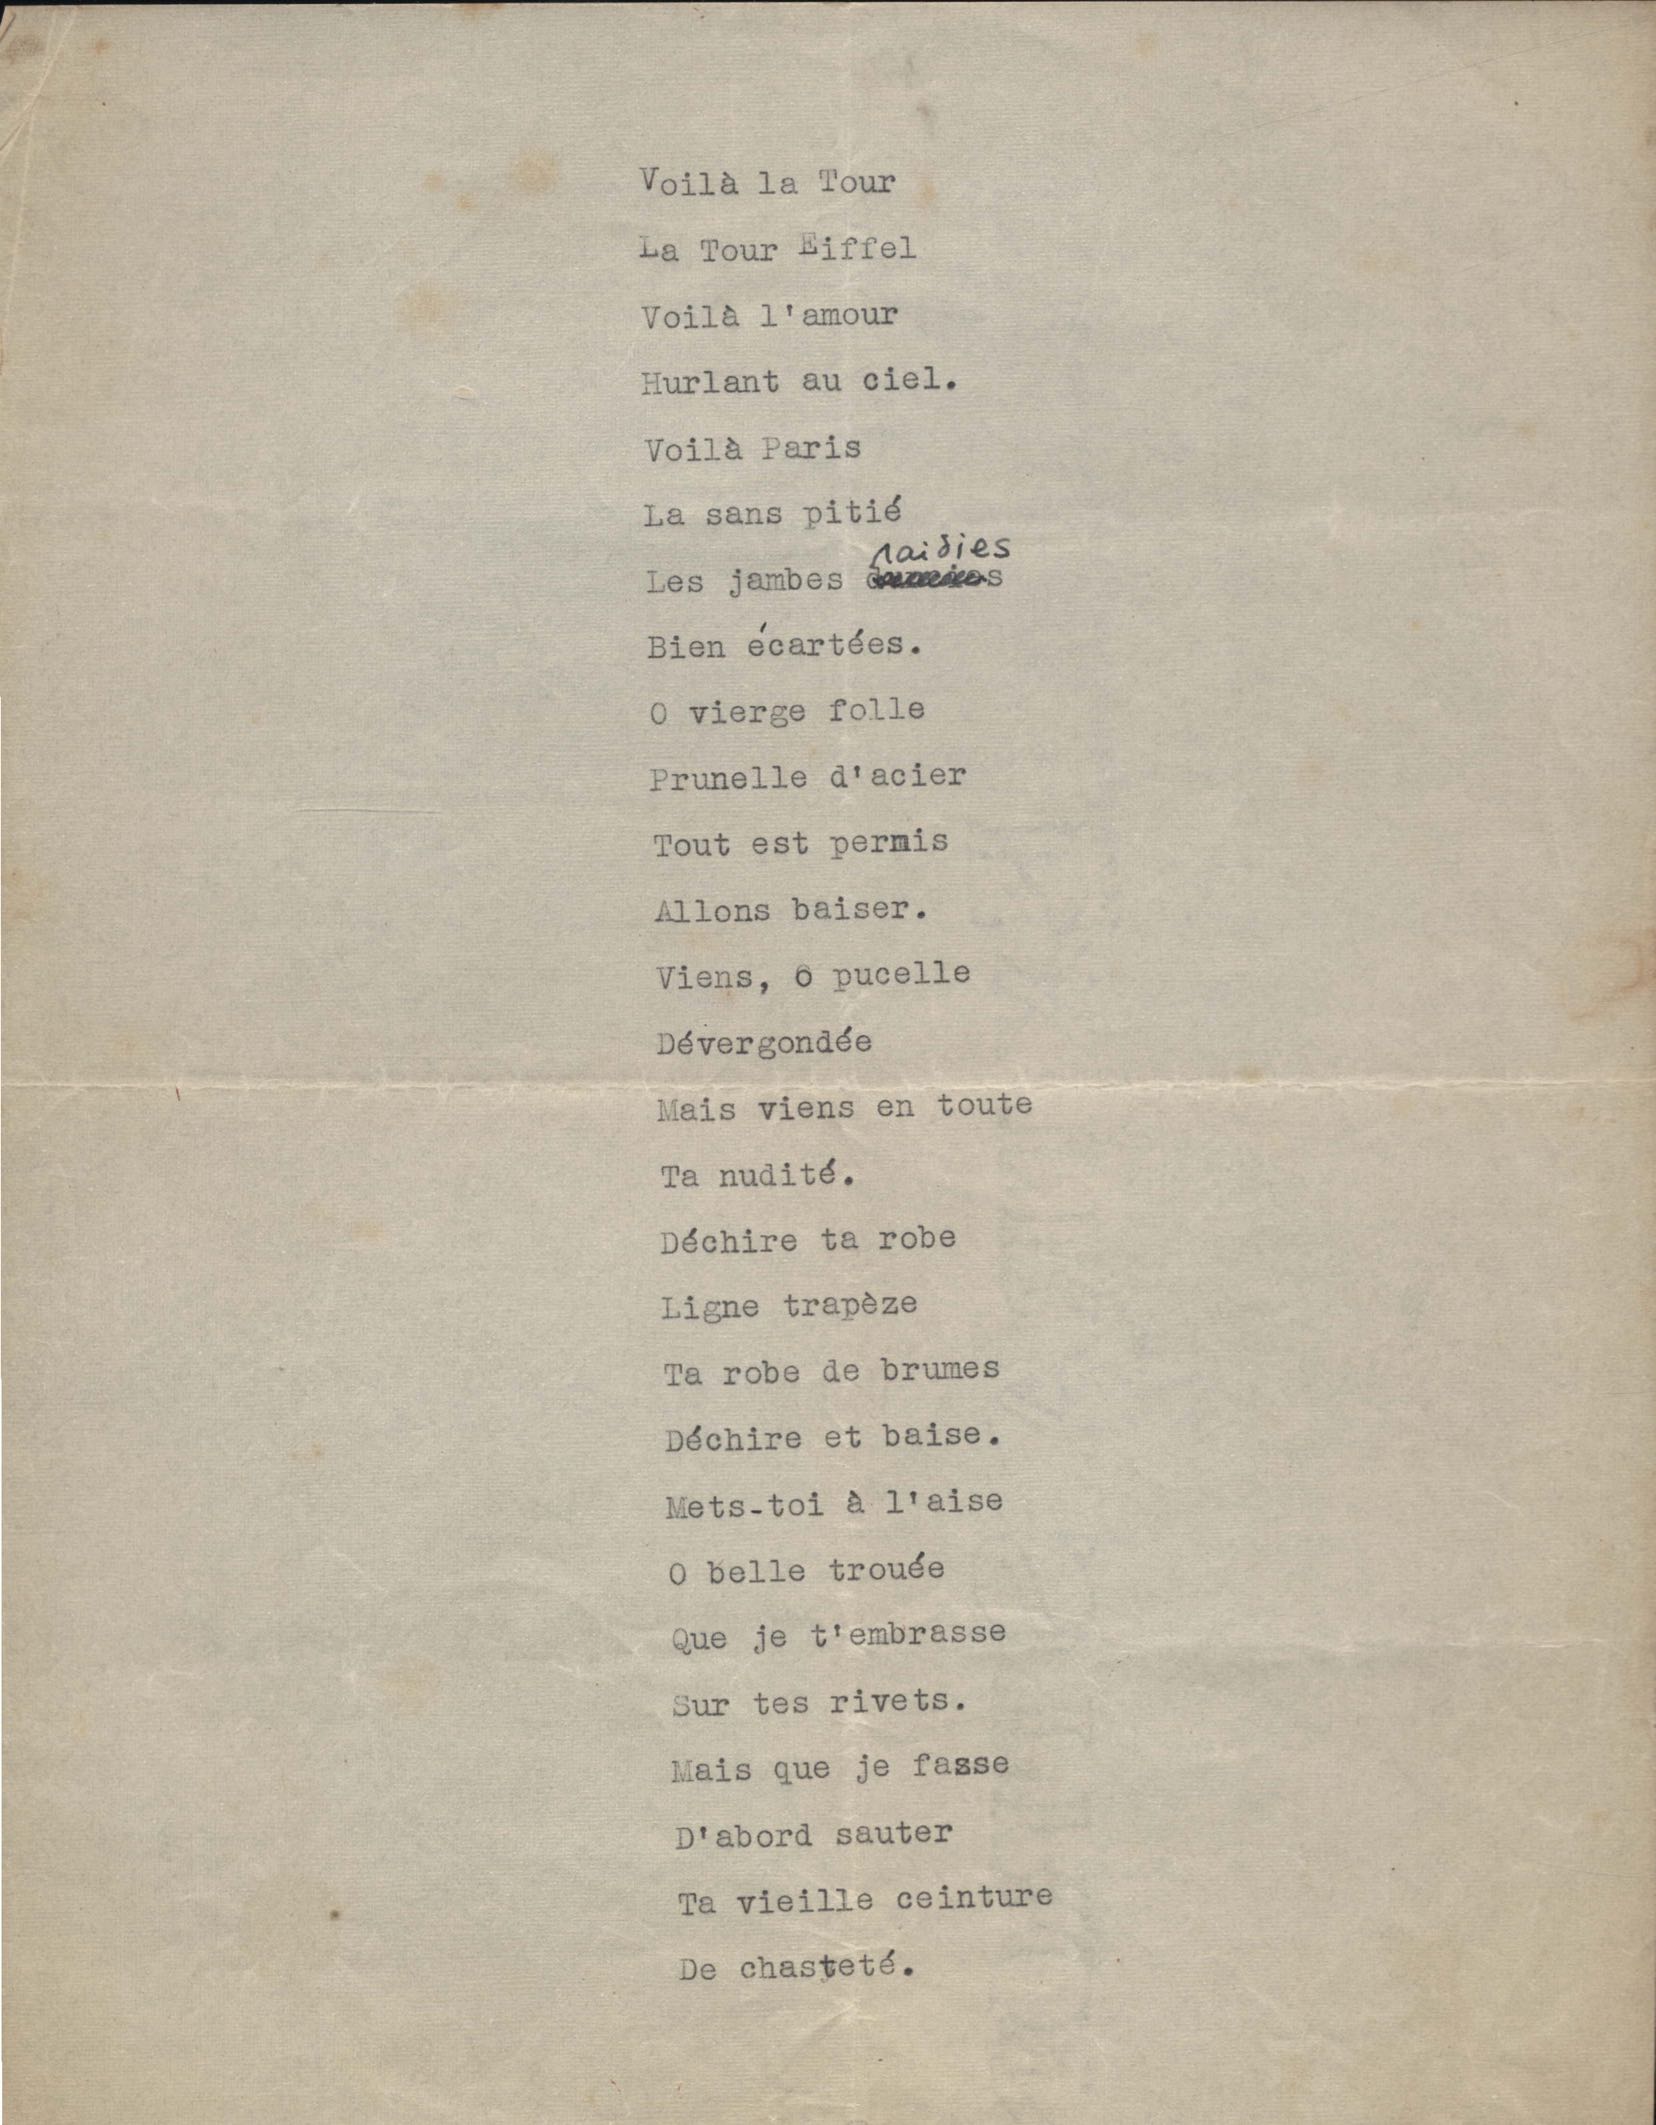 Voilà la Tour
La Tour Eiffel
Voilà l'amour
Hurlant au ciel.
Voilà Paris
La sans pitié
raidies
Les jambes
Bien écartées.
O vierge folle
Prunelle d'acier
Tout est permis
Allons baiser.
Viens, ô pucelle
Dévergondée
Mais viens en toute
Ta nudité.
Déchire ta robe
Ligne trapèze
Ta robe de brumes
Déchire et baise.
Mets-toi à l'aise
O belle trouée
Que je t'embrasse
Sur tes rivets.
Mais que je fasse
D'abord sauter
Ta vieille ceinture
De chasteté.